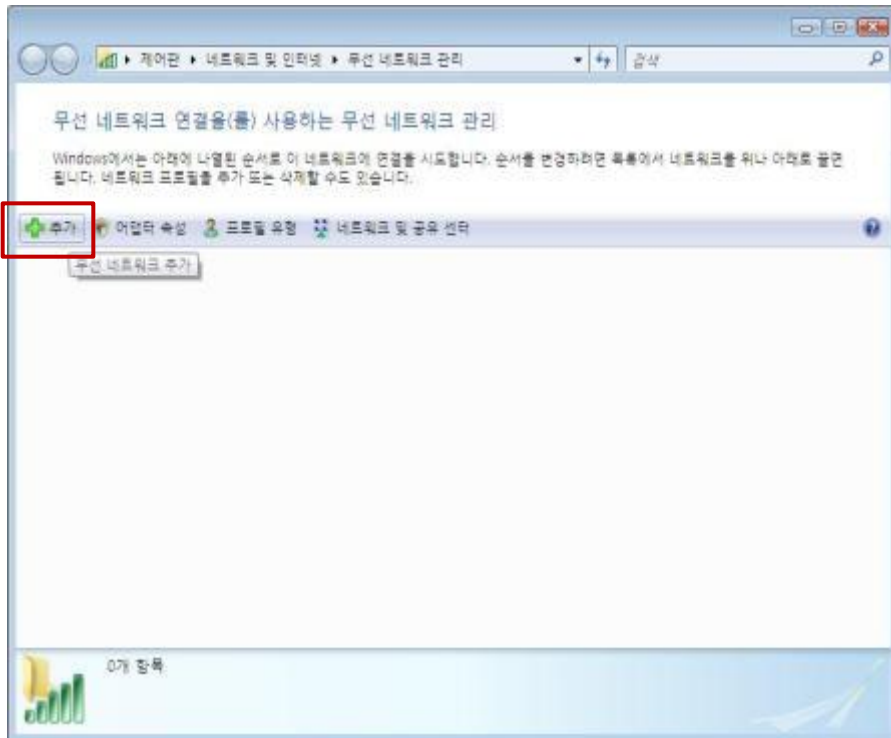 제어판 ▸ 네트워크 및 인터넷 ▸ 무선 네트워크 관리
검색
무선 네트워크 연결을(를) 사용하는 무선 네트워크 관리
Windows에서는 아래에 나열된 순서로 이 네트워크에 연결을 시도합니다. 순서를 변경하려면 목록에서 네트워크를 위나 아래로 끌면
됩니다. 네트워크 프로필을 추가 또는 삭제할 수도 있습니다.
추가 어댑터 속성 프로필 유형 네트워크 및 공유 센터
무선 네트워크 추가
0개 항목